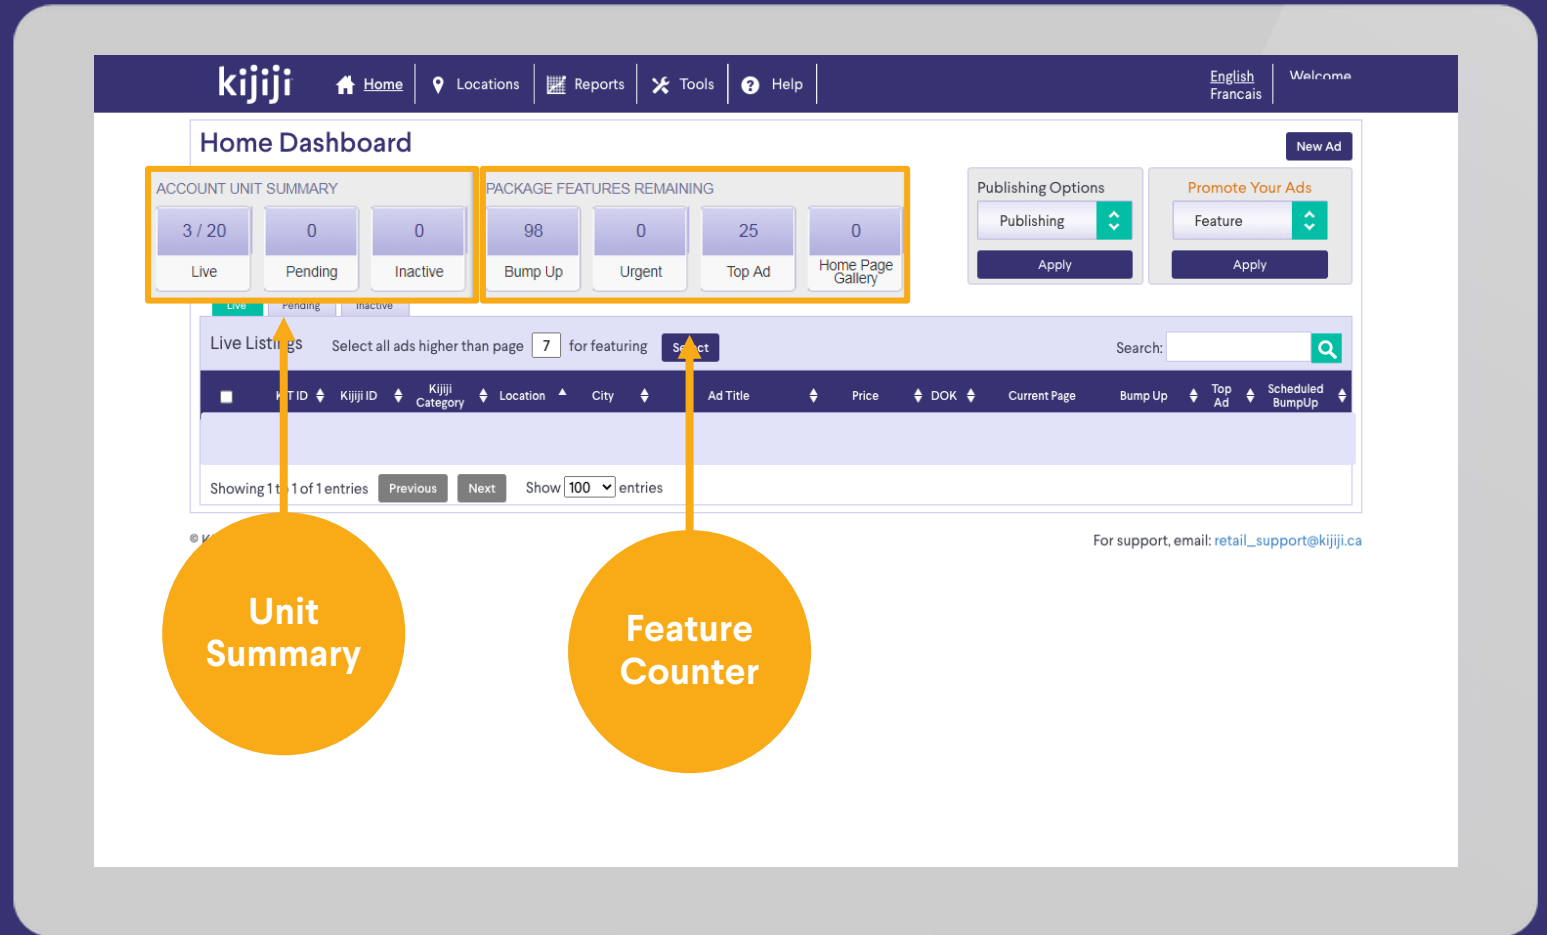 kijiji
Home
Locations
Reports
Tools
Help
English
Francais
Welcome
Home Dashboard
New Ad
ACCOUNT UNIT SUMMARY
3 / 20
0
0
Live
Pending
Inactive
PACKAGE FEATURES REMAINING
98
0
25
0
Bump Up
Urgent
Top Ad
Home Page
Gallery
Publishing Options
Publishing
Apply
Promote Your Ads
Feature
Apply
Live
Pending
Inactive
Live Listings
Select all ads higher than page 7 for featuring
Select
Search:
KIT ID
Kijiji ID
Kijiji
Category
Location
City
Ad Title
Price
DOK
Current Page
Bump Up
Top
Ad
Scheduled
BumpUp
Showing 1 to 1 of 1 entries
Previous
Next
Show 100 entries
©
For support, email: retail_support@kijiji.ca
Unit
Summary
Feature
Counter